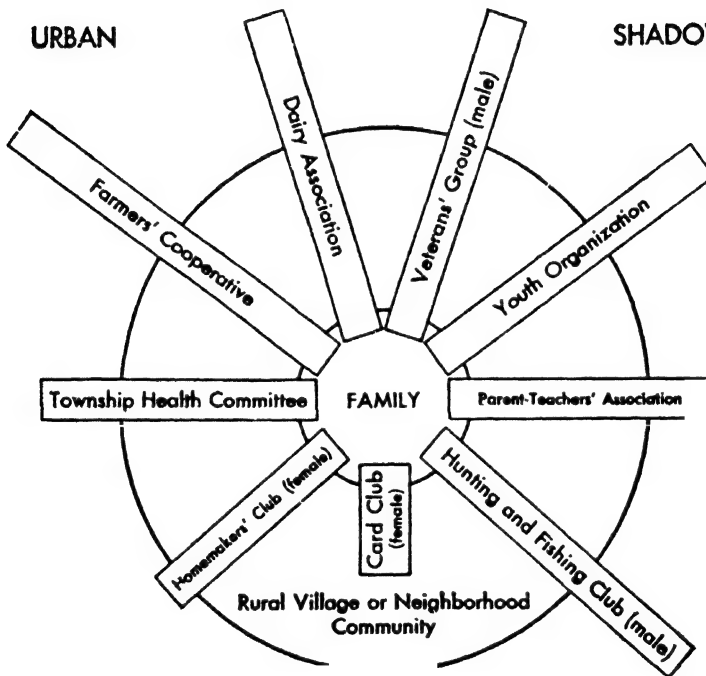 URBAN
SHADO
Dairy Association
Veterans' Group (male)
Farmers' Cooperative
Youth Organization
Township Health Committee
FAMILY
Parent-Teachers' Association
Homemakers' Club (female)
Card Club
(female)
Hunting and Fishing Club (male)
Rural Village or Neighborhood
Community